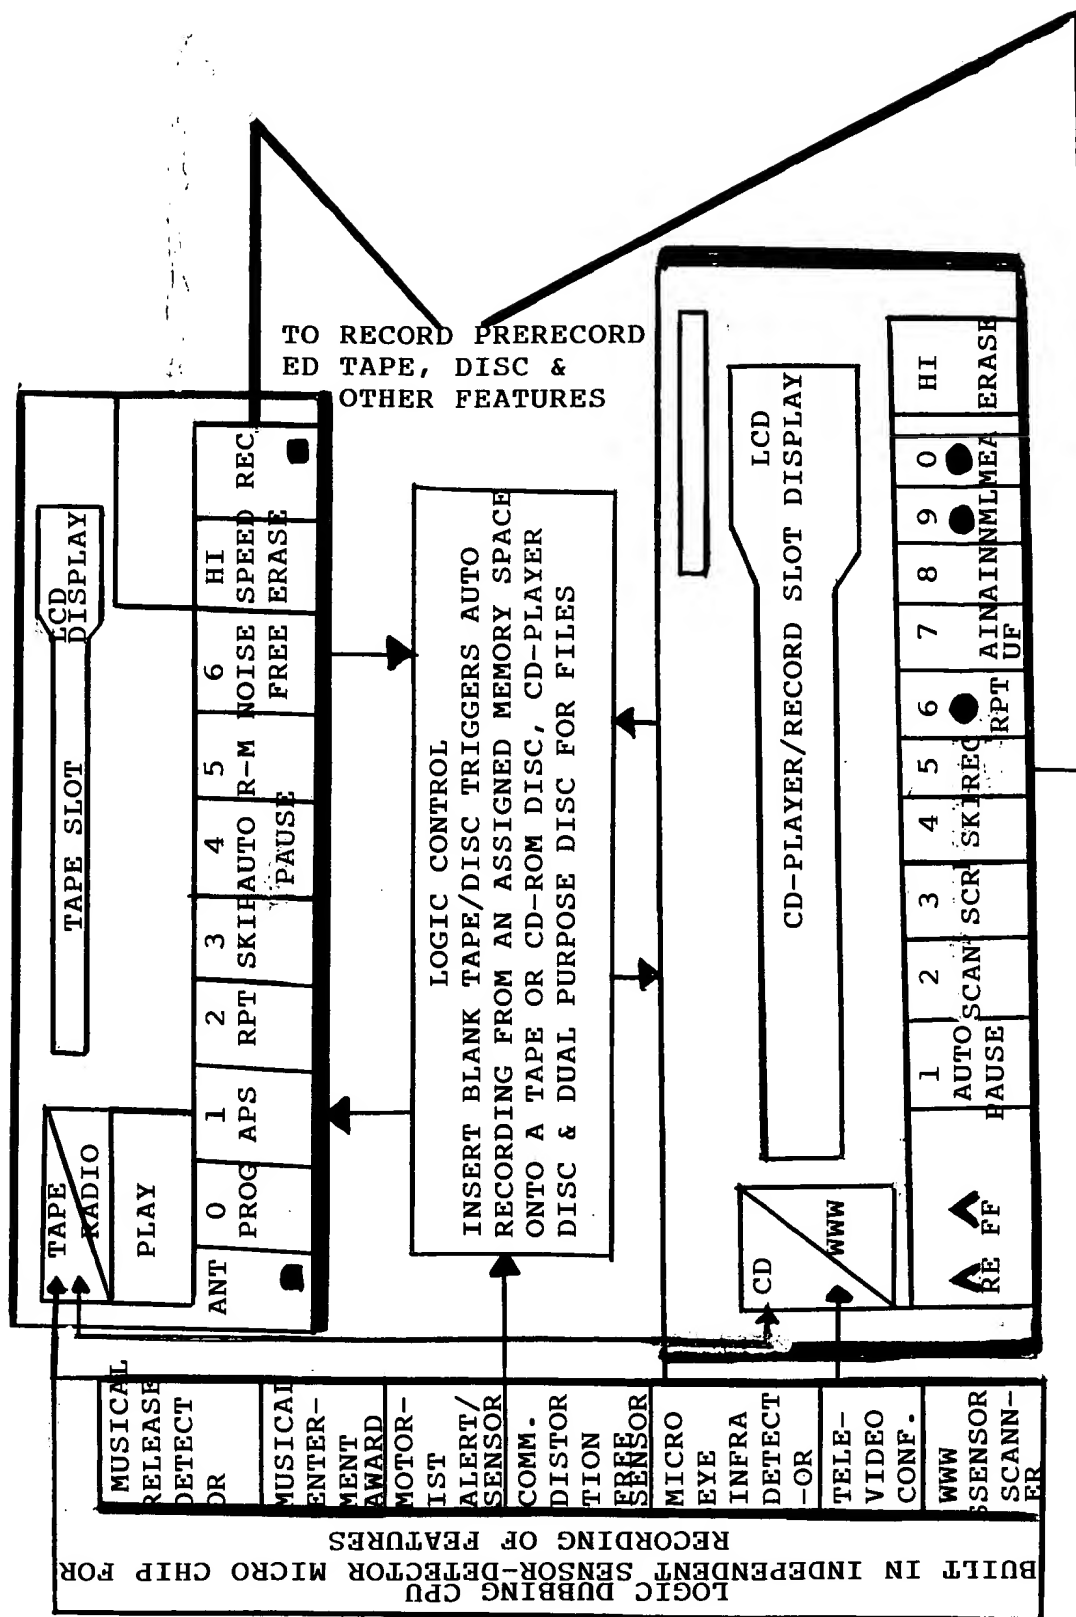 TO RECORD PRERECORD
ED TAPE, DISC &
OTHER FEATURES
TAPE
RADIO
PLAY
TAPE SLOT
LCD
DISPLAY
ANT
0
PROG
1
APS
2
RPT
3
SKIP
4
AUTO
PAUSE
5
R-M
6
NOISE
FREE
HI
SPEED
ERASE
REC
LOGIC CONTROL
INSERT BLANK TAPE/DISC TRIGGERS AUTO
RECORDING FROM AN ASSIGNED MEMORY SPACE
ONTO A TAPE OR CD-ROM DISC, CD-PLAYER
DISC & DUAL PURPOSE DISC FOR FILES
LCD
CD-PLAYER/RECORD SLOT DISPLAY
CD
WWW
RE FF
1
AUTO
PAUSE
2
SCAN
3
SCR
4
SKI
5
REC
6
RPT
7
AIN
UF
8
AIN
9
NML
0
MEA
HI
ERASE
MUSICAL
RELEASE
DETECT
OR
MUSICAL
ENTER-
MENT
AWARD
MOTOR-
IST
ALERT/
SENSOR
COMM.
DISTOR
TION
FREE
SENSOR
MICRO
EYE
INFRA
DETECT
-OR
TELE-
VIDEO
CONF.
WWW
SSENSOR
SCANN-
ER
LOGIC DUBBING CPU
BUILT IN INDEPENDENT SENSOR-DETECTOR MICRO CHIP FOR
RECORDING OF FEATURES